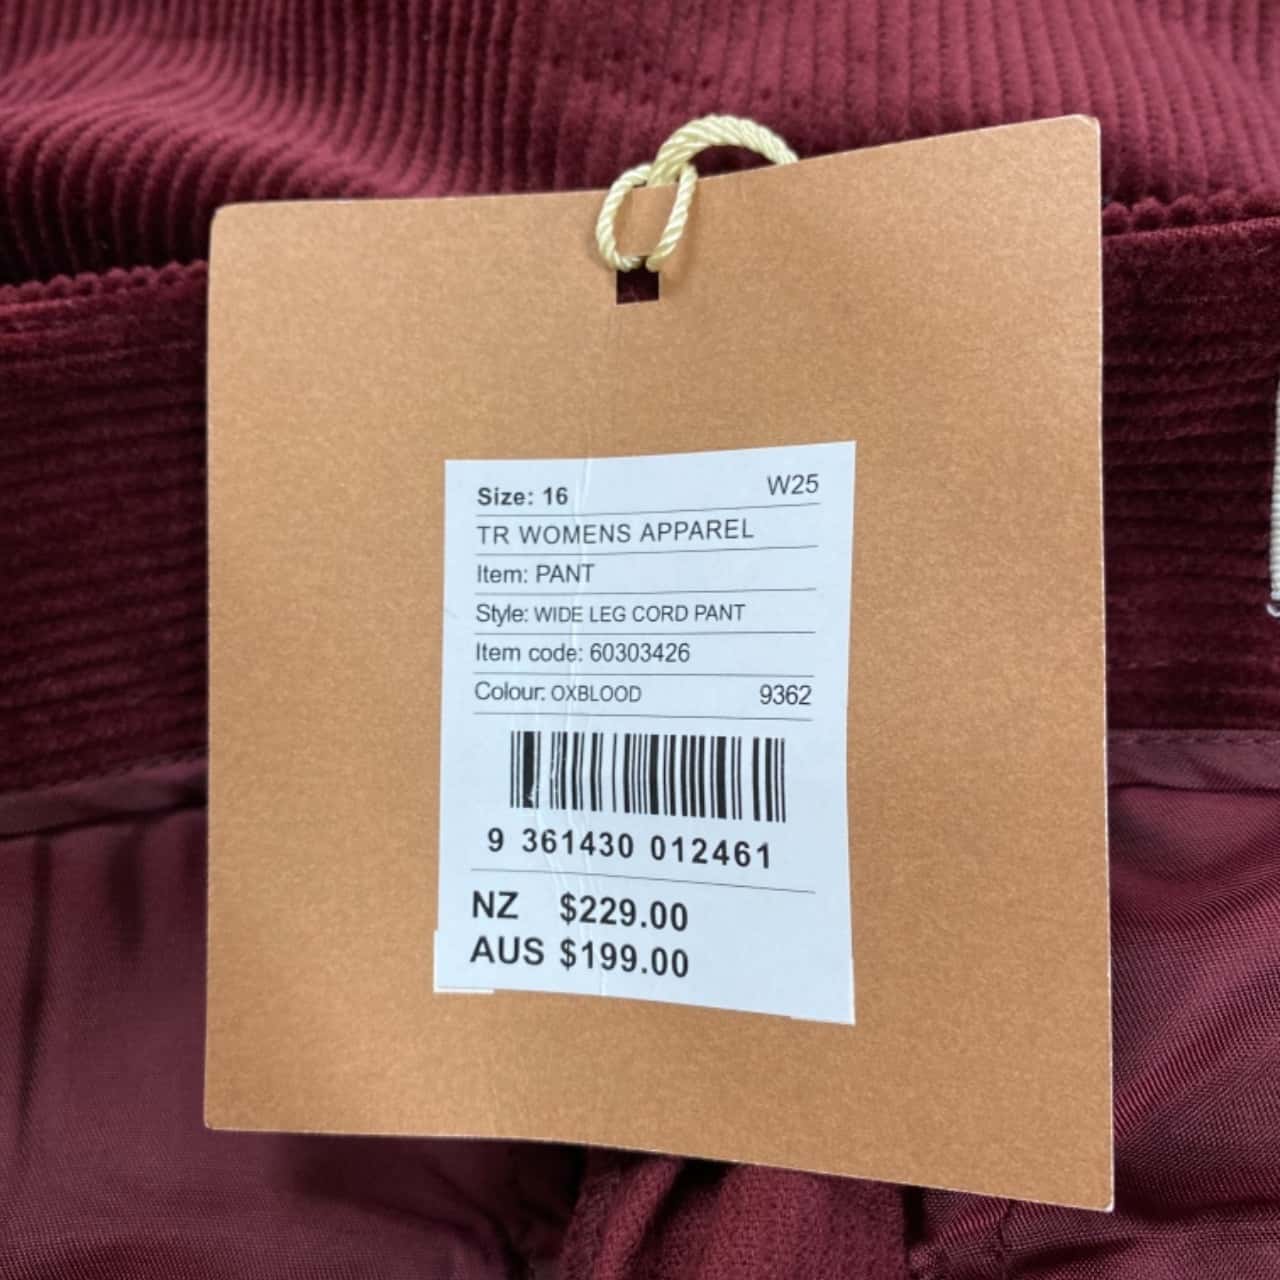 Size: 16 W25
TR WOMENS APPAREL
Item: PANT
Style: WIDE LEG CORD PANT
Item code: 60303426
Colour: OXBLOOD 9362
9 361430 012461
NZ $229.00
AUS $199.00